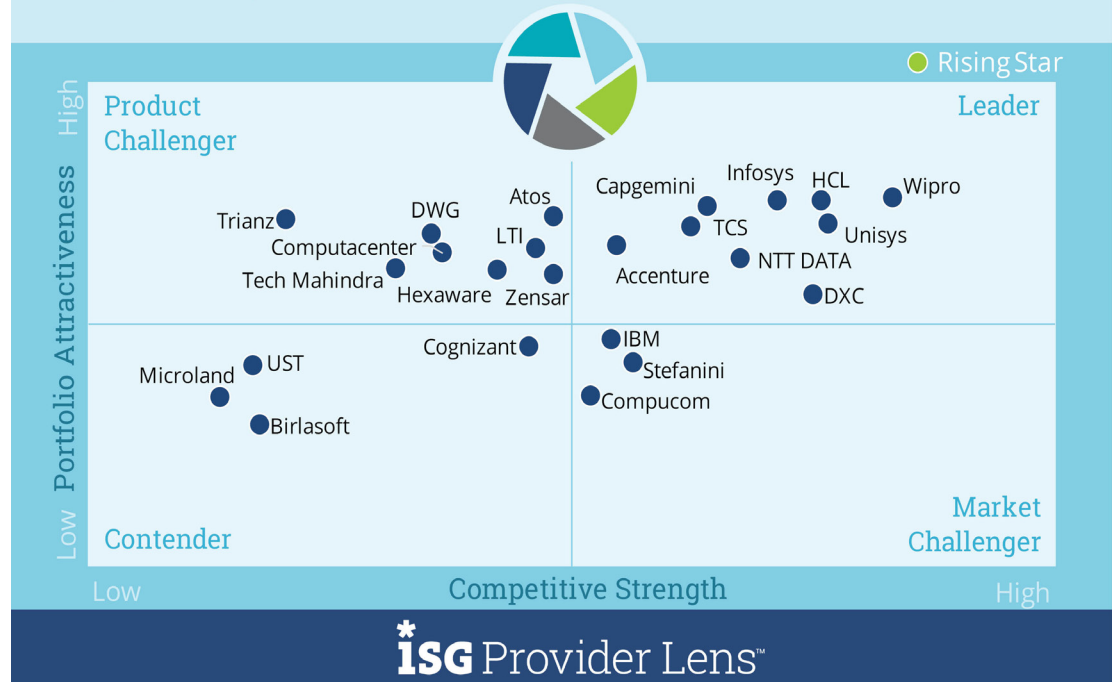 Rising Star
High
Product
Challenger
Leader
Portfolio Attractiveness
Trianz
DWG
Computacenter
Tech Mahindra
Atos
LTI
Hexaware
Zensar
Capgemini
Infosys
HCL
Wipro
TCS
Unisys
Accenture
NTT DATA
DXC
Cognizant
IBM
Stefanini
Compucom
UST
Microland
Birlasoft
Low
Contender
Market
Challenger
Low
Competitive Strength
High
iSG Provider Lens™